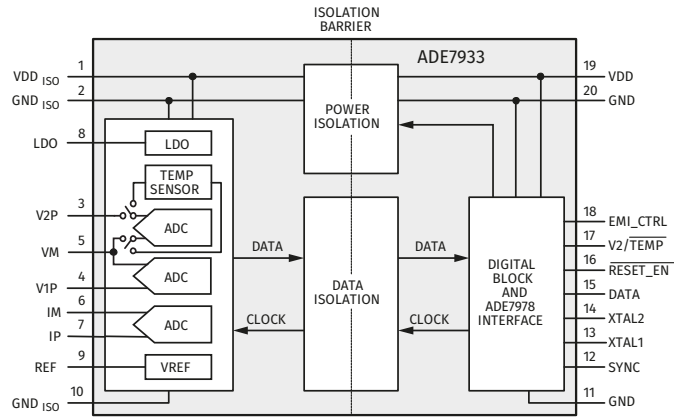 ISOLATION
BARRIER
ADE7933
1
VDD ISO
2
GND ISO
8
LDO
3
V2P
5
VM
4
V1P
6
IM
7
IP
9
REF
10
GND ISO
LDO
TEMP
SENSOR
ADC
ADC
ADC
VREF
POWER
ISOLATION
DATA
CLOCK
DATA
ISOLATION
DATA
CLOCK
DIGITAL
BLOCK
AND
ADE7978
INTERFACE
19
VDD
20
GND
18
EMI_CTRL
17
V2/TEMP
16
RESET_EN
15
DATA
14
XTAL2
13
XTAL1
12
SYNC
11
GND